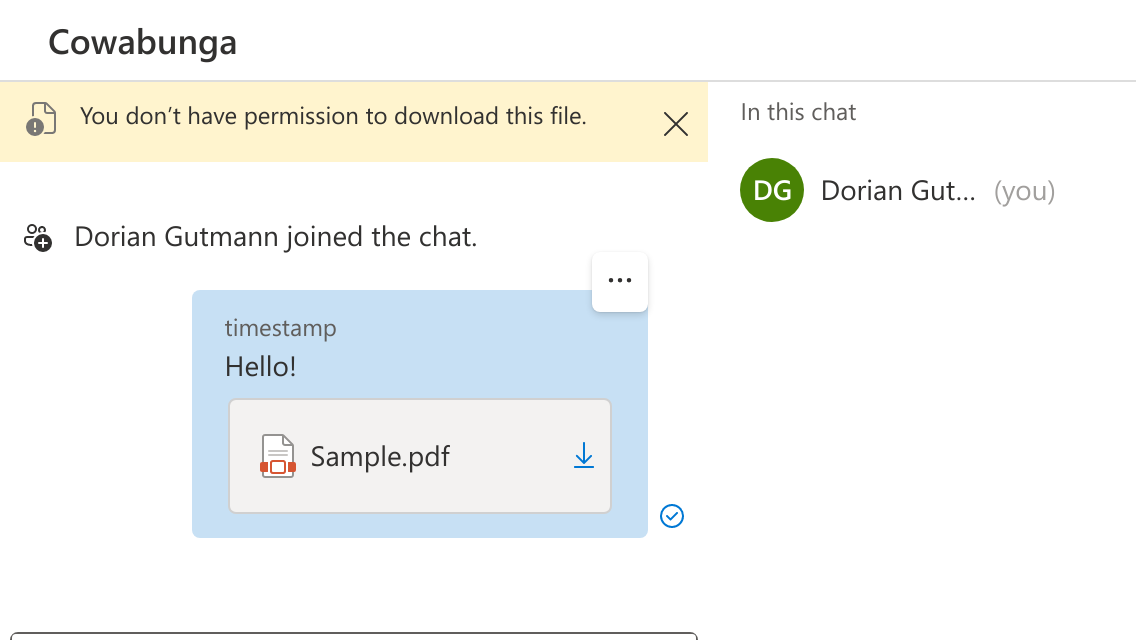 Cowabunga
You don’t have permission to download this file.
In this chat
DG
Dorian Gut... (you)
Dorian Gutmann joined the chat.
timestamp
Hello!
Sample.pdf